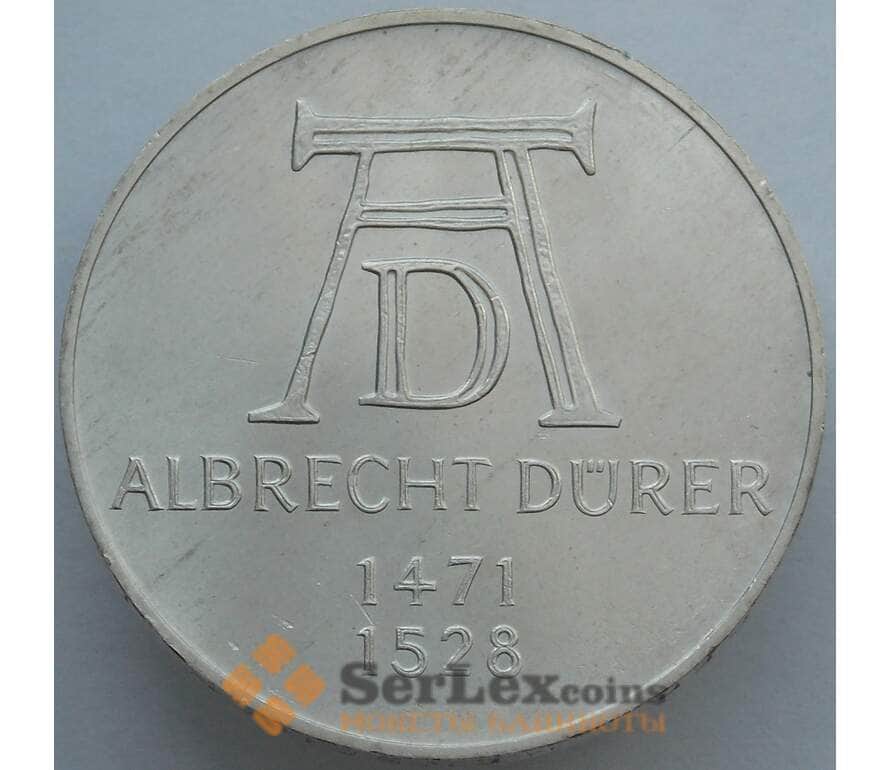 AD
ALBRECHT DÜRER
1471
1528
SerLexcoins
МОНЕТЫ БАНКНОТЫ